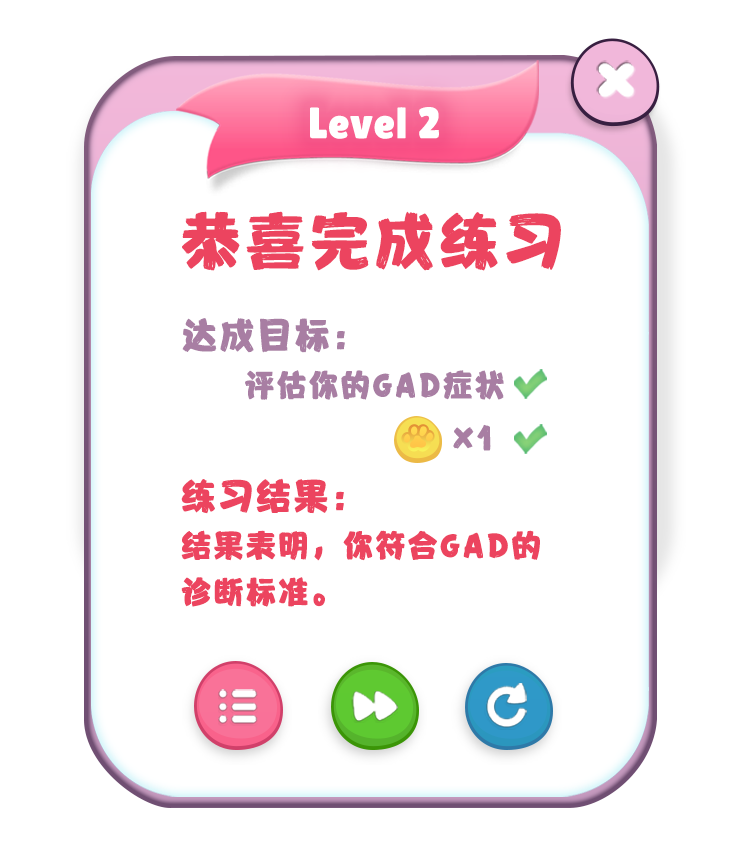 Level 2
恭喜完成练习
达成目标：
评估你的GAD症状
×1
练习结果：
结果表明，你符合GAD的
诊断标准。